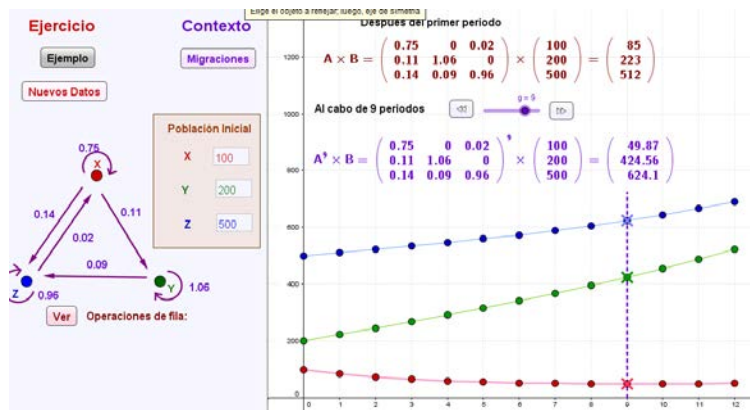 Elige el objeto a reflejar, luego, eje de simetría
Ejercicio
Contexto
Ejemplo
Migraciones
Nuevos Datos
Población Inicial
X 100
Y 200
Z 500
0.75
X
0.14
0.11
0.02
0.09
Z
0.96
Y
1.06
Ver Operaciones de fila:
Después del primer periodo
A × B = ( 0.75 0 0.02 ) × ( 100 ) = ( 85 )
0.11 1.06 0 200 223
0.14 0.09 0.96 500 512
Al cabo de 9 periodos
g = 9
A⁹ × B = ( 0.75 0 0.02 )⁹ × ( 100 ) = ( 49.87 )
0.11 1.06 0 200 424.56
0.14 0.09 0.96 500 624.1
1200
1000
800
600
400
200
0 1 2 3 4 5 6 7 8 9 10 11 12